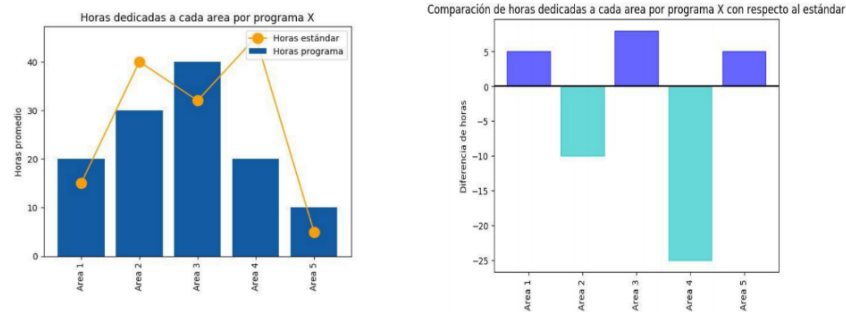 Horas dedicadas a cada area por programa X
Horas estándar
Horas programa
Horas promedio
40
30
20
10
0
Area 1
Area 2
Area 3
Area 4
Area 5
Comparación de horas dedicadas a cada area por programa X con respecto al estándar
Diferencia de horas
5
0
−5
−10
−15
−20
−25
Area 1
Area 2
Area 3
Area 4
Area 5